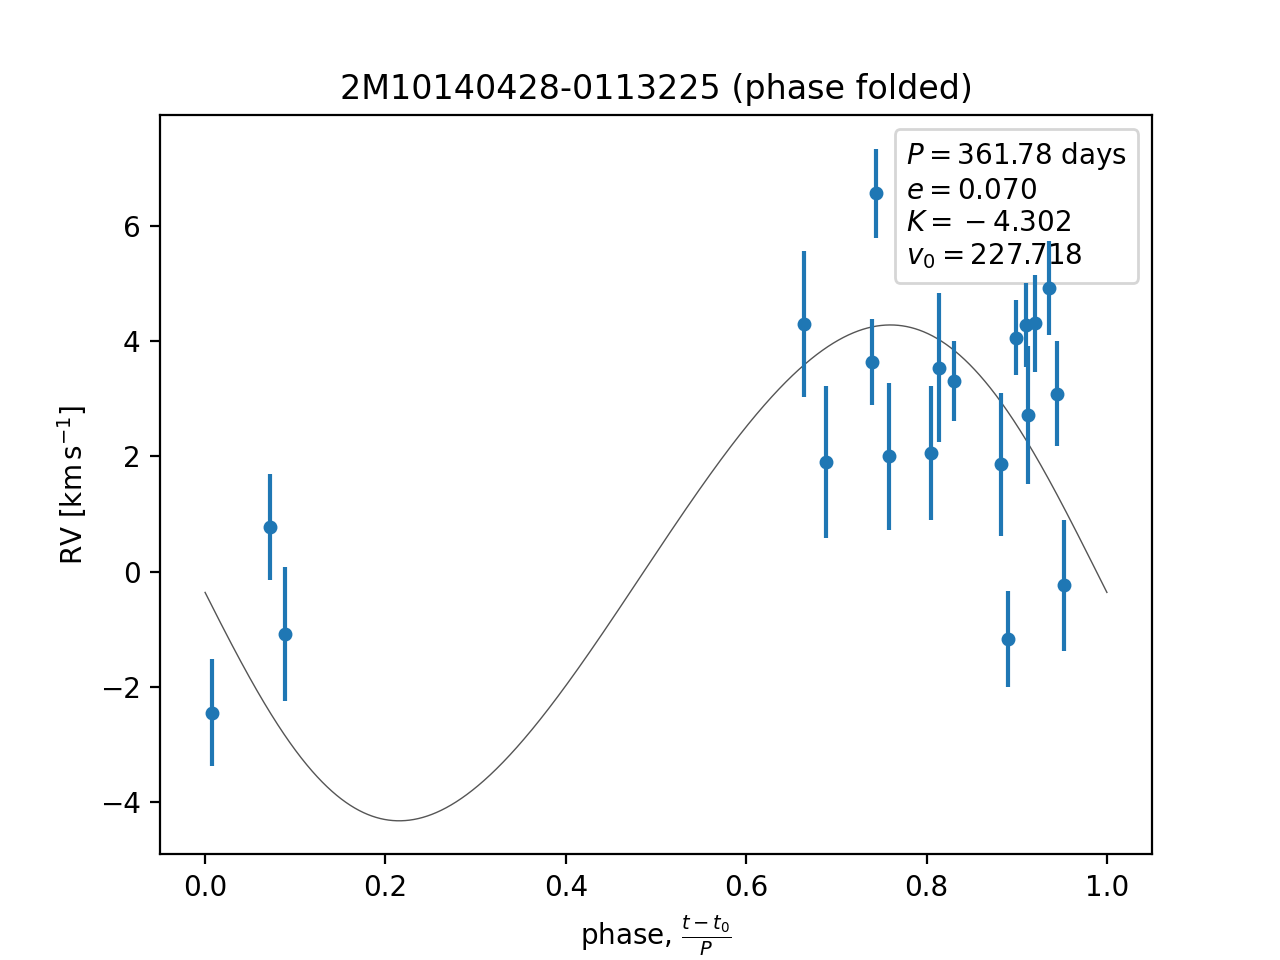 2M10140428-0113225 (phase folded)
P = 361.78 days
e = 0.070
K = −4.302
v₀ = 227.718
6
4
2
0
−2
−4
RV [km s⁻¹]
0.0 0.2 0.4 0.6 0.8 1.0
phase, (t − t₀)/P